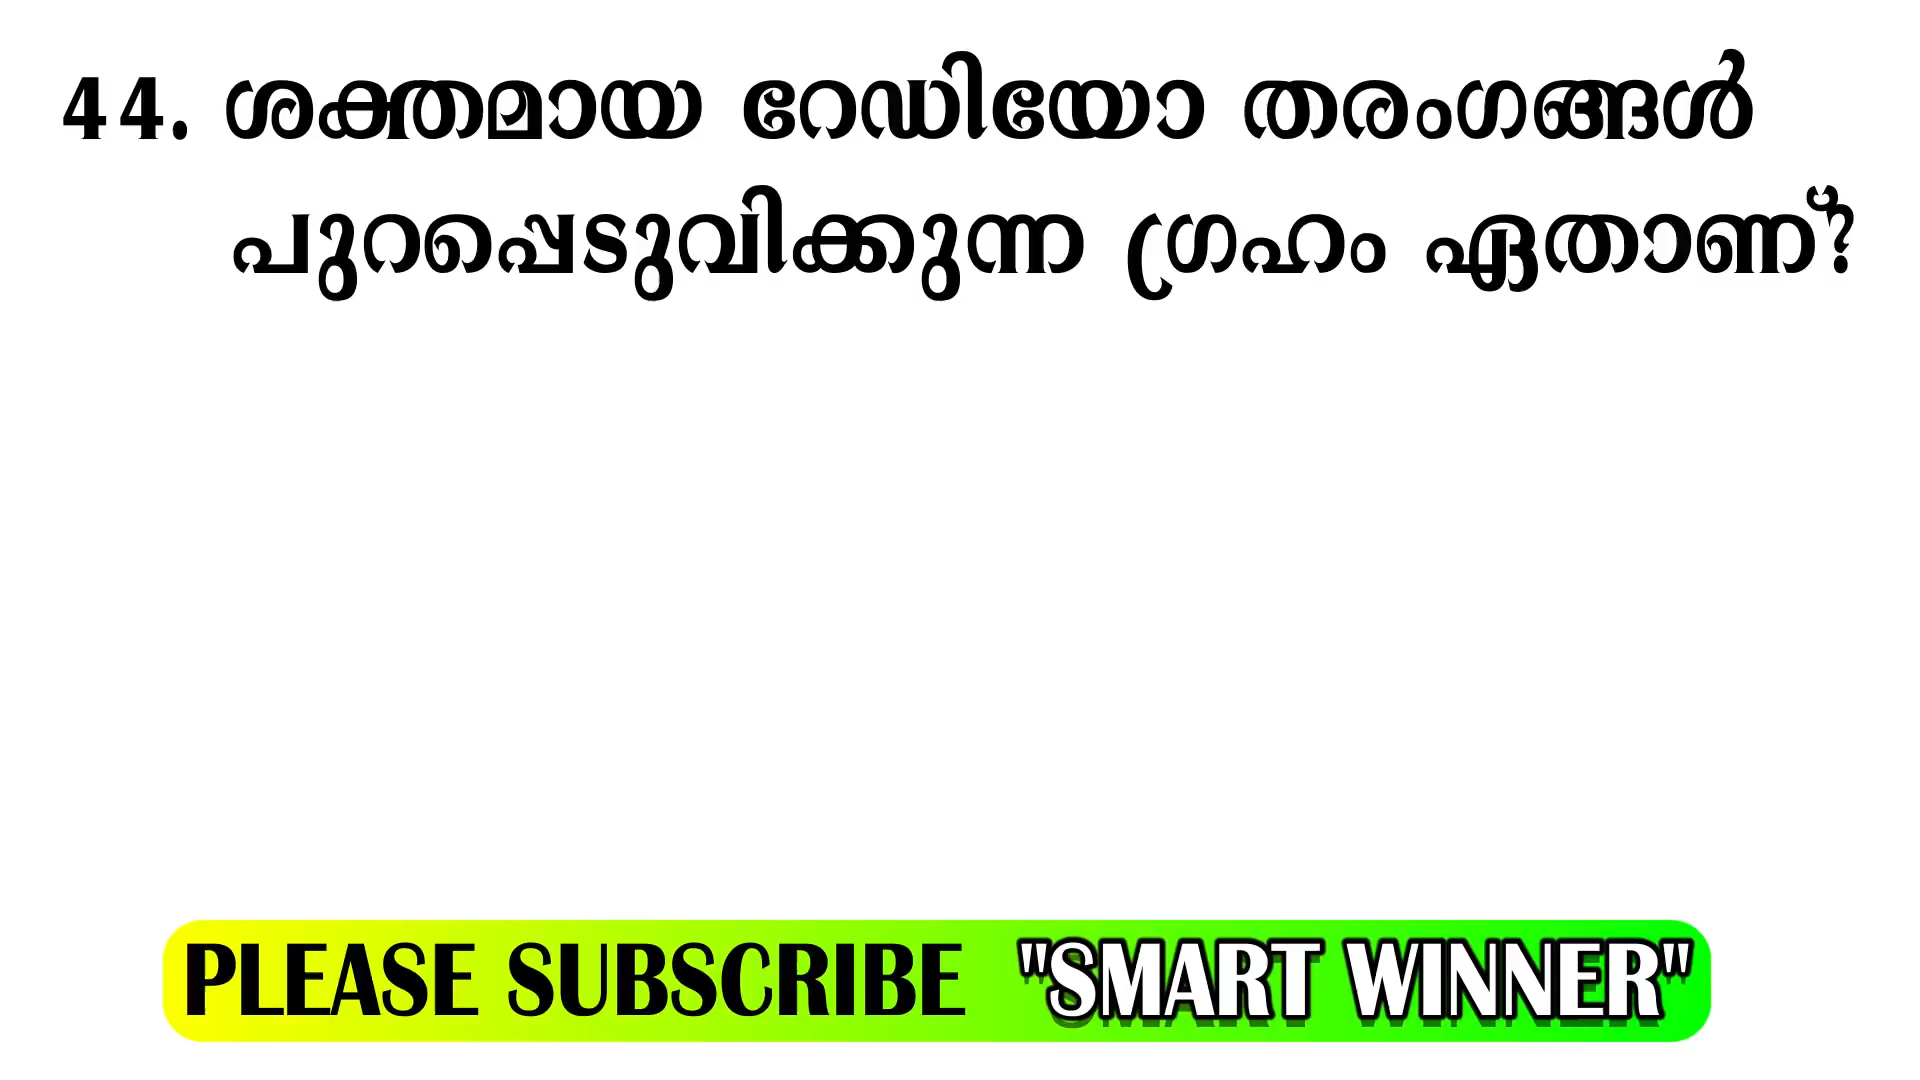 44. ശക്തമായ റേഡിയോ തരംഗങ്ങൾ
പുറപ്പെടുവിക്കുന്ന ഗ്രഹം ഏതാണ്?
PLEASE SUBSCRIBE "SMART WINNER"